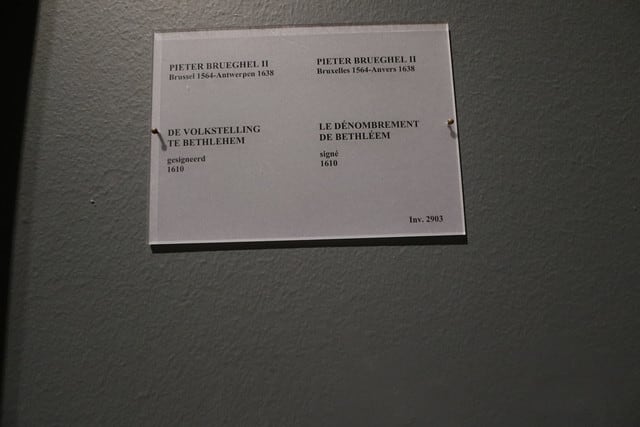 PIETER BRUEGHEL II
Brussel 1564-Antwerpen 1638
DE VOLKSTELLING
TE BETHLEHEM
gesigneerd
1610
PIETER BRUEGHEL II
Bruxelles 1564-Anvers 1638
LE DÉNOMBREMENT
DE BETHLÉEM
signé
1610
Inv. 2903